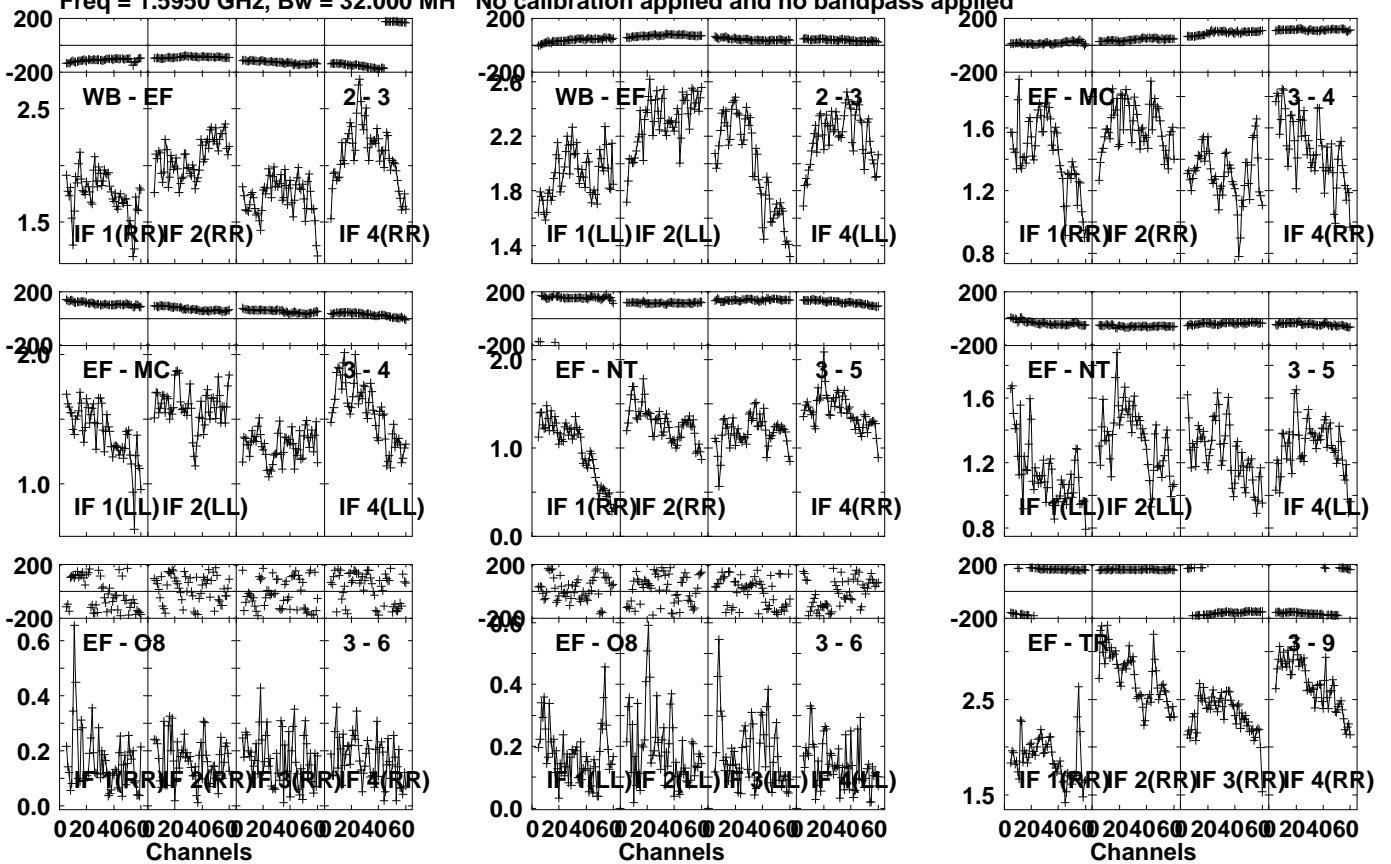 Freq = 1.5950 GHz, Bw = 32.000 MH No calibration applied and no bandpass applied
200
-200
WB - EF 2 - 3
2.5
1.5
IF 1(RR) IF 2(RR) IF 4(RR)
200
-200
2.6
WB - EF 2 - 3
2.2
1.8
1.4
IF 1(LL) IF 2(LL) IF 4(LL)
200
-200
EF - MC 3 - 4
1.6
1.2
0.8
IF 1(RR) IF 2(RR) IF 4(RR)
200
-200
2.0
EF - MC 3 - 4
1.0
IF 1(LL) IF 2(LL) IF 4(LL)
200
-200
2.0
EF - NT 3 - 5
1.0
0.0
IF 1(RR) IF 2(RR) IF 4(RR)
200
-200
EF - NT 3 - 5
1.6
1.2
0.8
IF 1(LL) IF 2(LL) IF 4(LL)
200
-200
0.6
EF - O8 3 - 6
0.4
0.2
0.0
IF 1(RR) IF 2(RR) IF 3(RR) IF 4(RR)
0 20 40 60 0 20 40 60 0 20 40 60 0 20 40 60
Channels
200
-200
0.6
EF - O8 3 - 6
0.4
0.2
0.0
IF 1(LL) IF 2(LL) IF 3(LL) IF 4(LL)
0 20 40 60 0 20 40 60 0 20 40 60 0 20 40 60
Channels
200
-200
EF - TR 3 - 9
2.5
1.5
IF 1(RR) IF 2(RR) IF 3(RR) IF 4(RR)
0 20 40 60 0 20 40 60 0 20 40 60 0 20 40 60
Channels